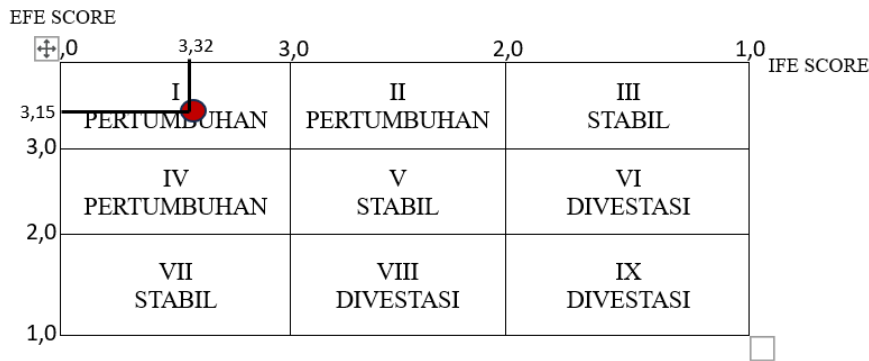 EFE SCORE
,0 3,32 3,0 2,0 1,0
IFE SCORE
I II III
3,15
PERTUMBUHAN PERTUMBUHAN STABIL
3,0
IV V VI
PERTUMBUHAN STABIL DIVESTASI
2,0
VII VIII IX
STABIL DIVESTASI DIVESTASI
1,0